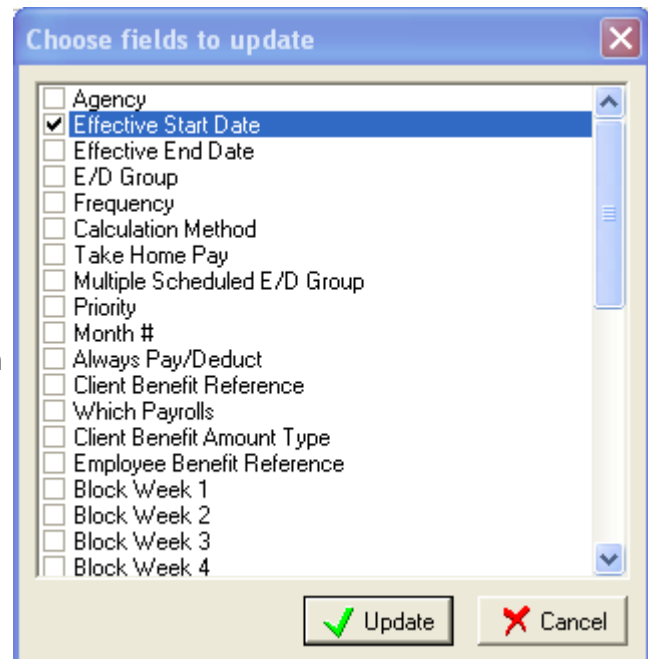 Choose fields to update
Agency
Effective Start Date
Effective End Date
E/D Group
Frequency
Calculation Method
Take Home Pay
Multiple Scheduled E/D Group
Priority
Month #
Always Pay/Deduct
Client Benefit Reference
Which Payrolls
Client Benefit Amount Type
Employee Benefit Reference
Block Week 1
Block Week 2
Block Week 3
Block Week 4
Update Cancel